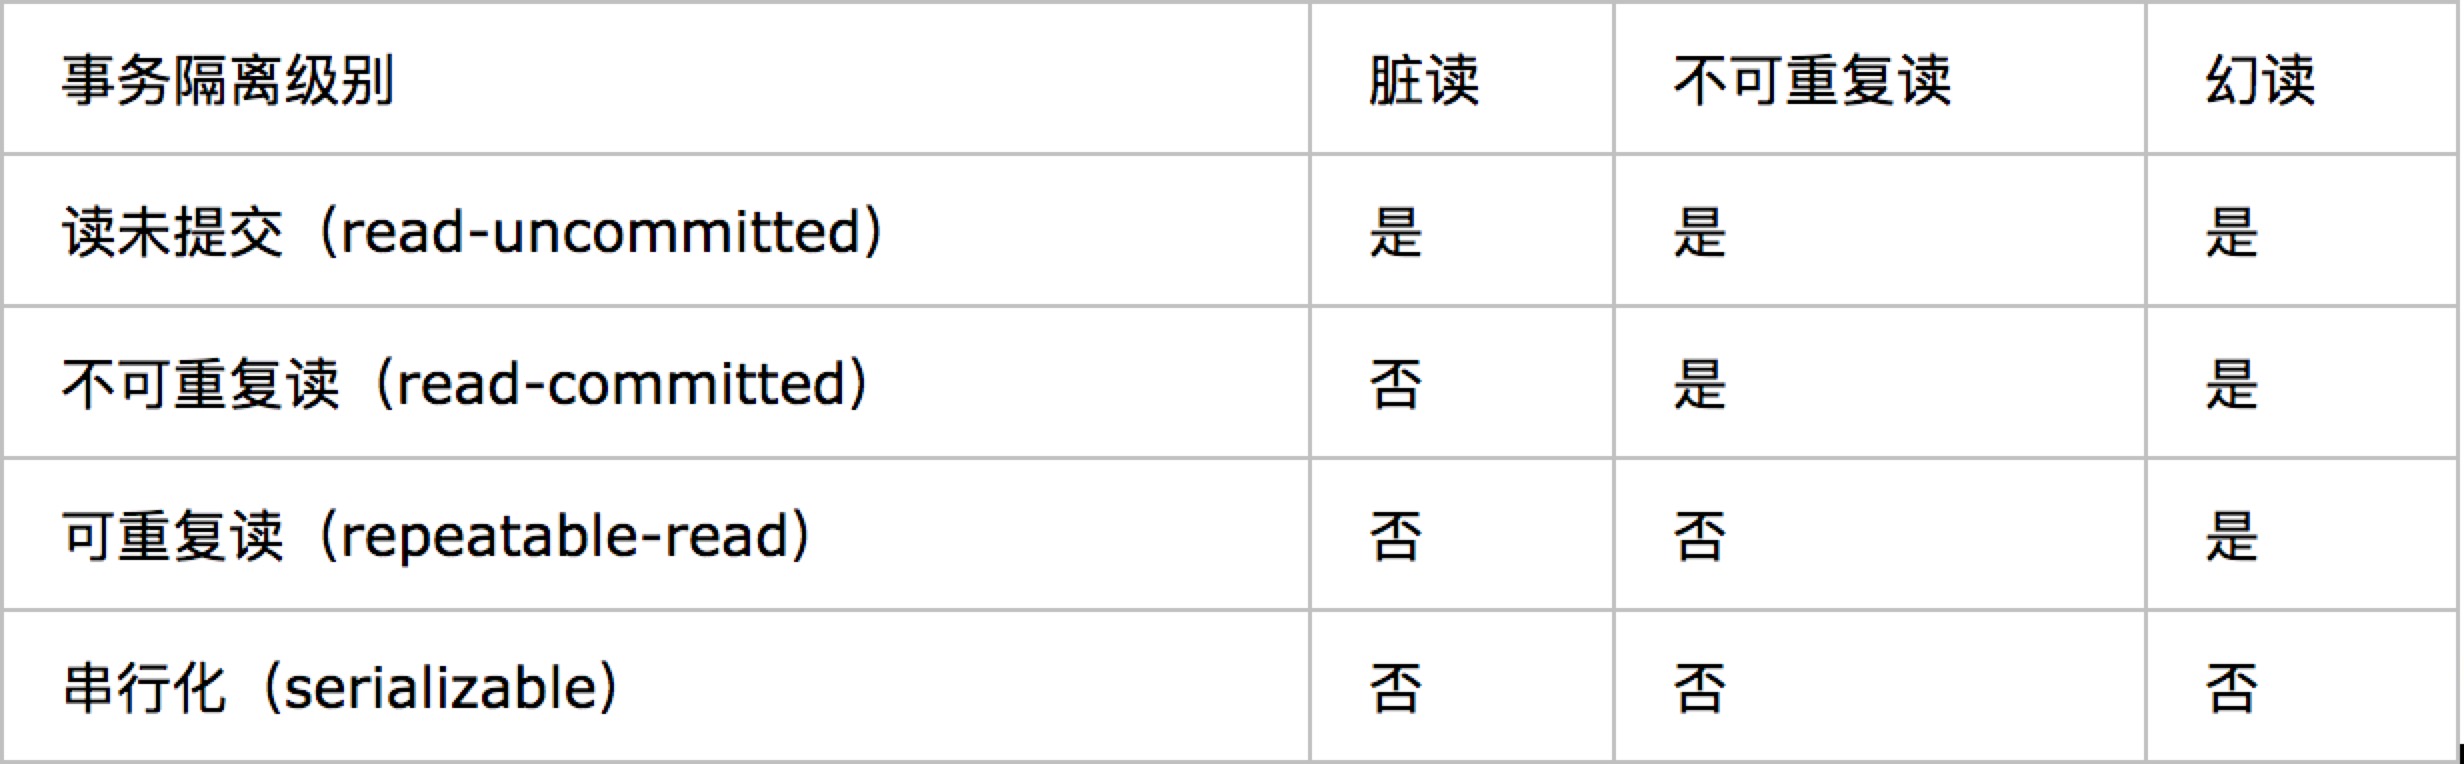 事务隔离级别 脏读 不可重复读 幻读
读未提交（read-uncommitted） 是 是 是
不可重复读（read-committed） 否 是 是
可重复读（repeatable-read） 否 否 是
串行化（serializable） 否 否 否